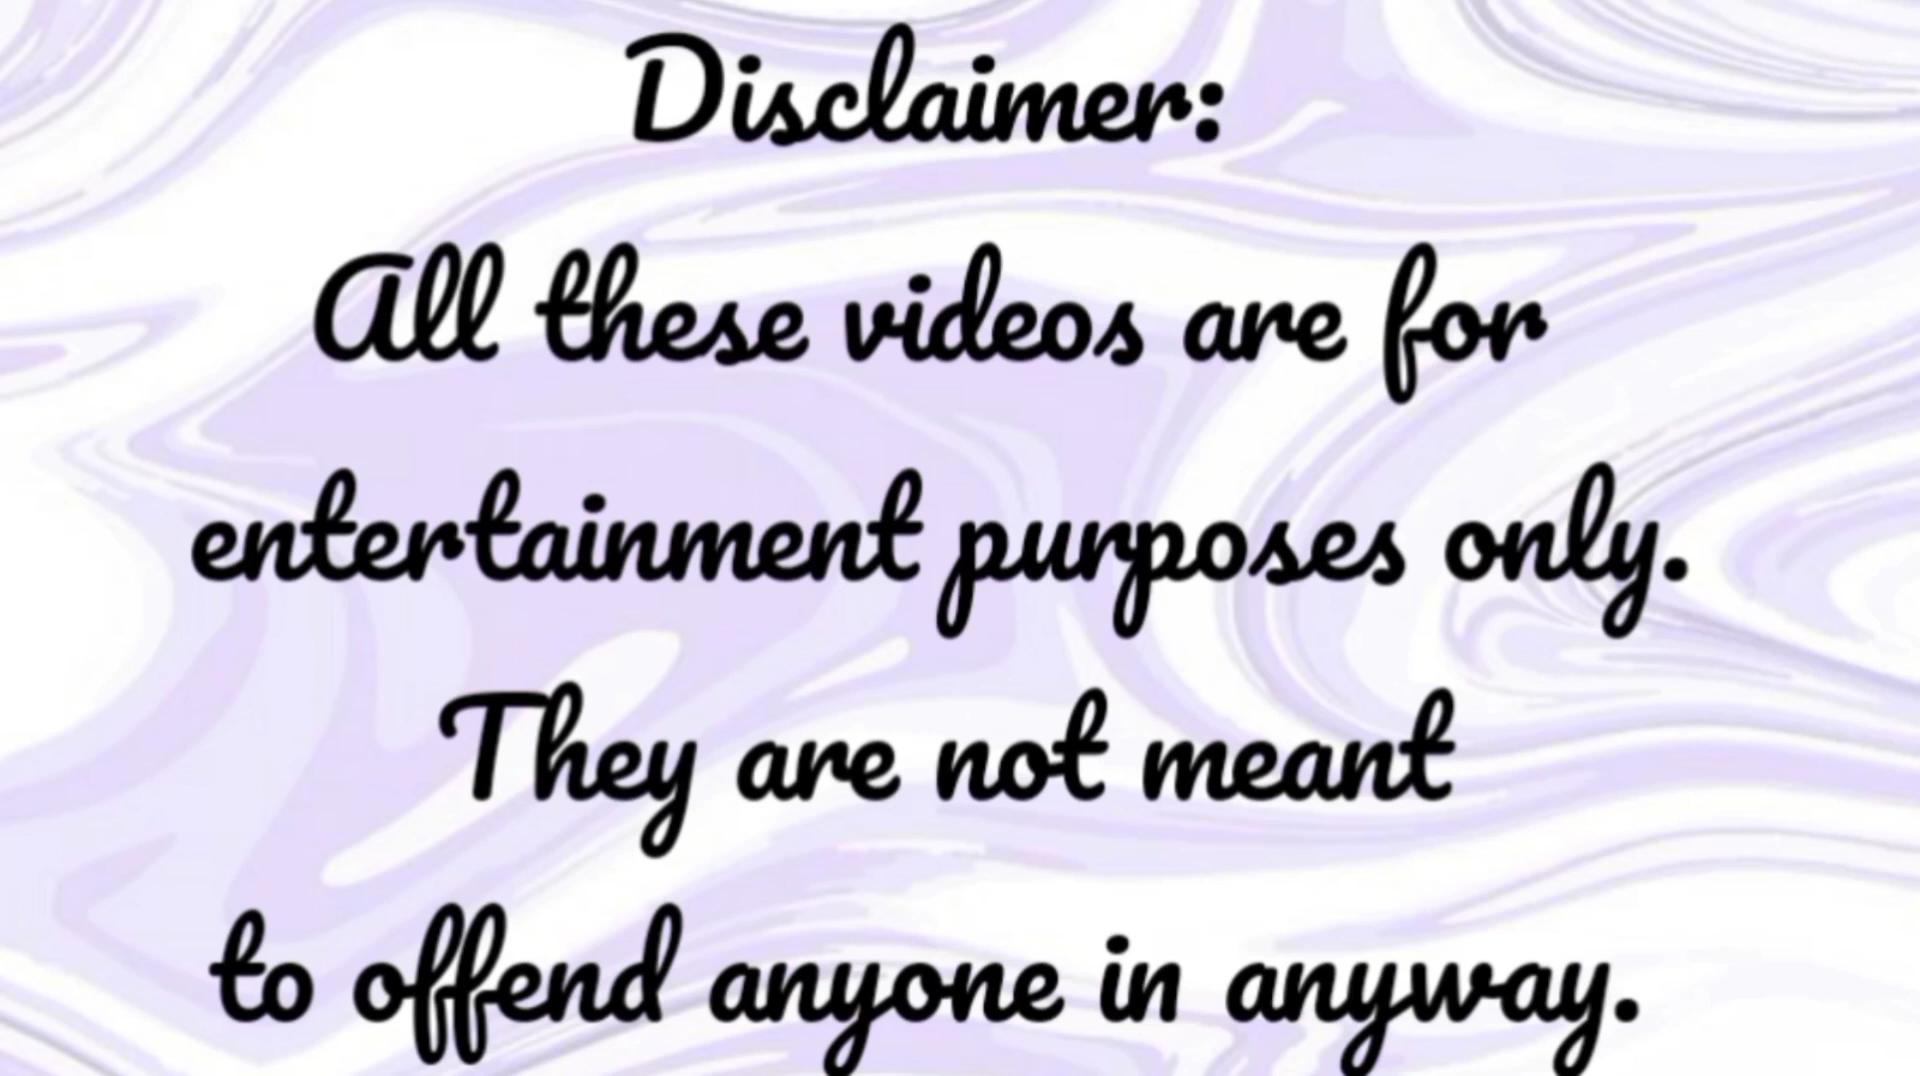 Disclaimer:
All these videos are for
entertainment purposes only.
They are not meant
to offend anyone in anyway.